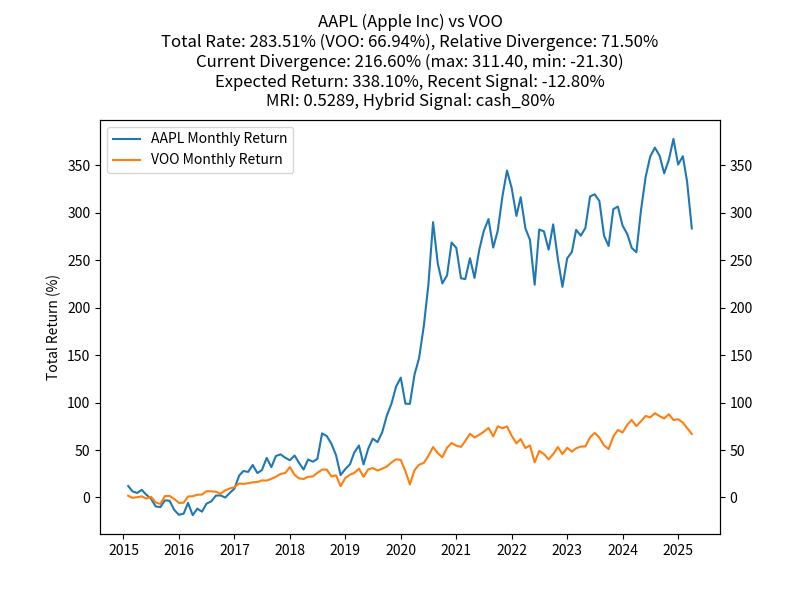 AAPL (Apple Inc) vs VOO
Total Rate: 283.51% (VOO: 66.94%), Relative Divergence: 71.50%
Current Divergence: 216.60% (max: 311.40, min: -21.30)
Expected Return: 338.10%, Recent Signal: -12.80%
MRI: 0.5289, Hybrid Signal: cash_80%
AAPL Monthly Return
VOO Monthly Return
Total Return (%)
350 350
300 300
250 250
200 200
150 150
100 100
50 50
0 0
2015 2016 2017 2018 2019 2020 2021 2022 2023 2024 2025